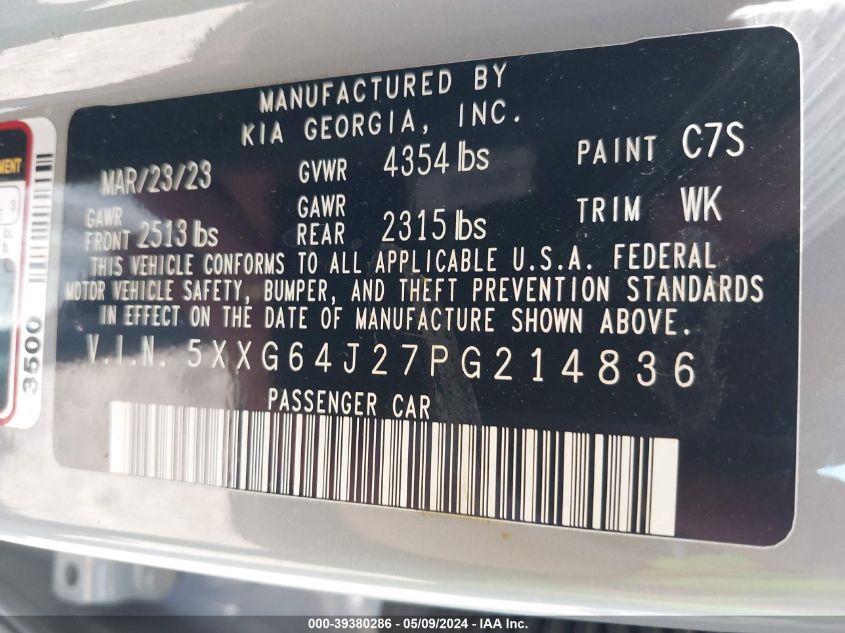 MANUFACTURED BY
KIA GEORGIA, INC.
MAR/23/23 GVWR 4354 lbs PAINT C7S
GAWR FRONT 2513 lbs GAWR REAR 2315 lbs TRIM WK
THIS VEHICLE CONFORMS TO ALL APPLICABLE U.S.A. FEDERAL
MOTOR VEHICLE SAFETY, BUMPER, AND THEFT PREVENTION STANDARDS
IN EFFECT ON THE DATE OF MANUFACTURE SHOWN ABOVE.
V.I.N. 5XXG64J27PG214836
PASSENGER CAR
3500
000-39380286 - 05/09/2024 - IAA Inc.